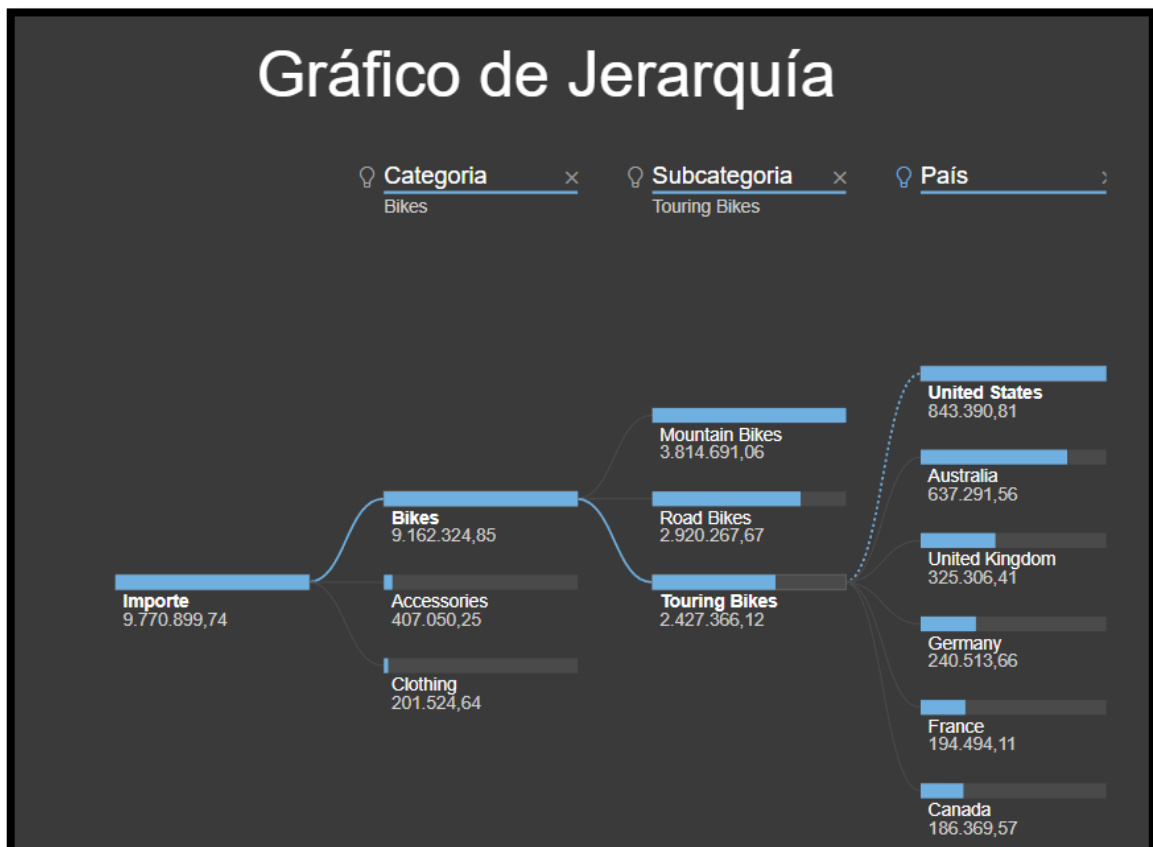 Gráfico de Jerarquía
Categoria
Bikes
Subcategoria
Touring Bikes
País
Importe
9.770.899,74
Bikes
9.162.324,85
Accessories
407.050,25
Clothing
201.524,64
Mountain Bikes
3.814.691,06
Road Bikes
2.920.267,67
Touring Bikes
2.427.366,12
United States
843.390,81
Australia
637.291,56
United Kingdom
325.306,41
Germany
240.513,66
France
194.494,11
Canada
186.369,57